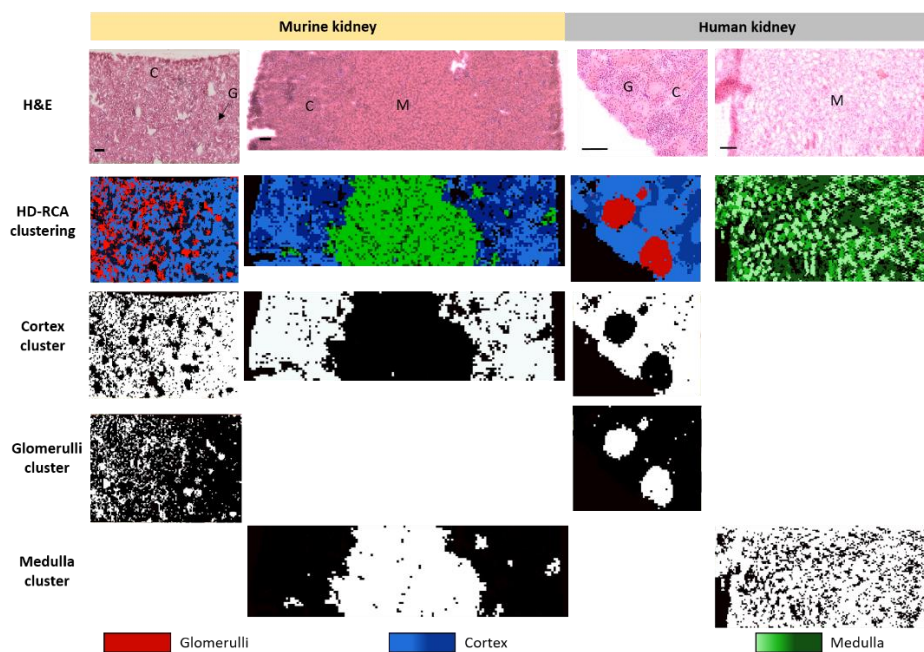 Murine kidney
Human kidney
H&E
C
G
C
M
G
C
M
HD-RCA
clustering
Cortex
cluster
Glomerulli
cluster
Medulla
cluster
Glomerulli
Cortex
Medulla